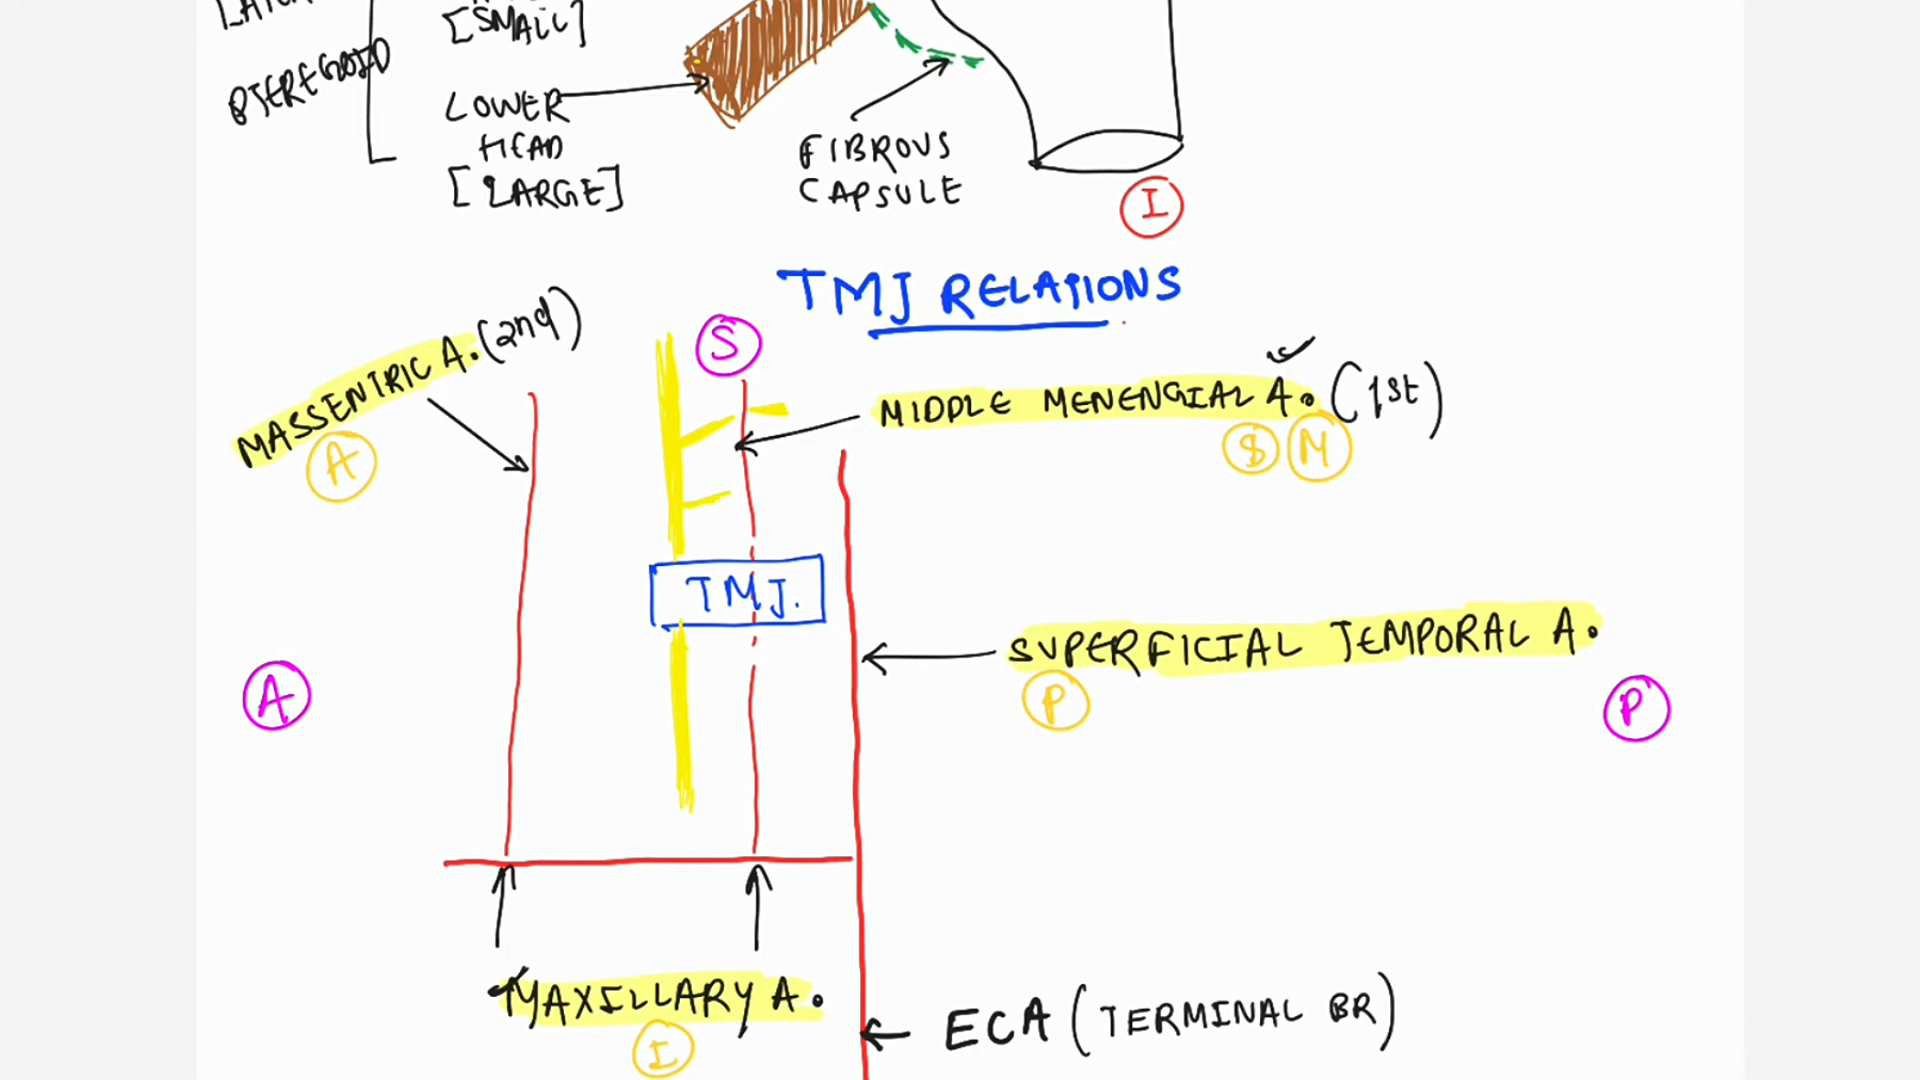 [SMALL]
PTEREGOID
LOWER
HEAD
[LARGE]
FIBROUS
CAPSULE
I
TMJ RELATIONS
MASSENTRIC A. (2nd)
A
S
MIDDLE MENENGIAL A. (1st)
S M
TMJ.
SUPERFICIAL TEMPORAL A.
P
A
P
MAXILLARY A.
I
ECA (TERMINAL BR)